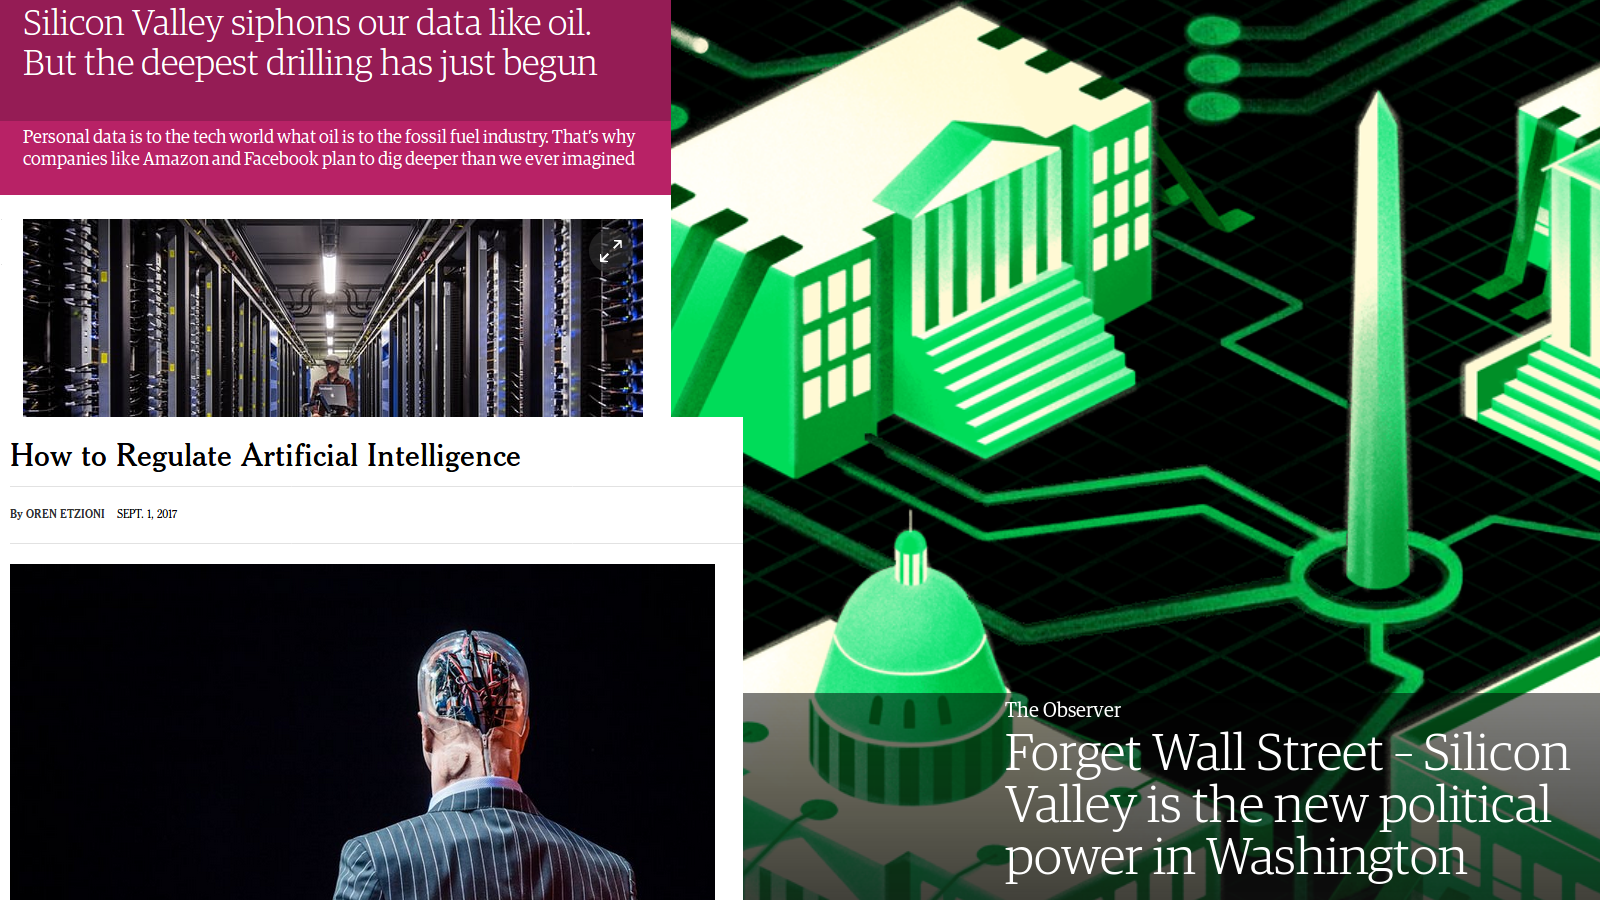 Silicon Valley siphons our data like oil.
But the deepest drilling has just begun
Personal data is to the tech world what oil is to the fossil fuel industry. That's why
companies like Amazon and Facebook plan to dig deeper than we ever imagined
How to Regulate Artificial Intelligence
By OREN ETZIONI SEPT. 1, 2017
The Observer
Forget Wall Street – Silicon
Valley is the new political
power in Washington